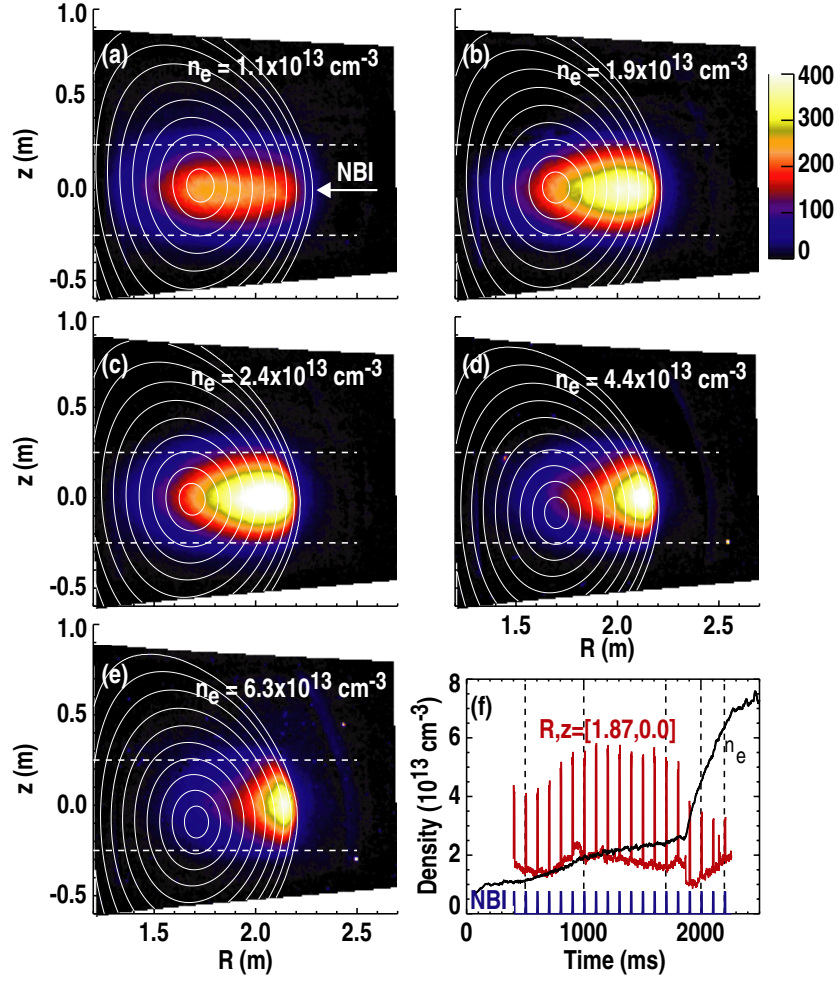 1.0
(a)
n_e = 1.1x10^13 cm^-3
0.5
z (m)
NBI
0.0
-0.5
(b)
n_e = 1.9x10^13 cm^-3
400
300
200
100
0
1.0
(c)
n_e = 2.4x10^13 cm^-3
0.5
z (m)
0.0
-0.5
(d)
n_e = 4.4x10^13 cm^-3
1.5 2.0 2.5
R (m)
1.0
(e)
n_e = 6.3x10^13 cm^-3
0.5
z (m)
0.0
-0.5
1.5 2.0 2.5
R (m)
8
(f)
R,z=[1.87,0.0]
n_e
6
Density (10^13 cm^-3)
4
2
NBI
0
0 1000 2000
Time (ms)